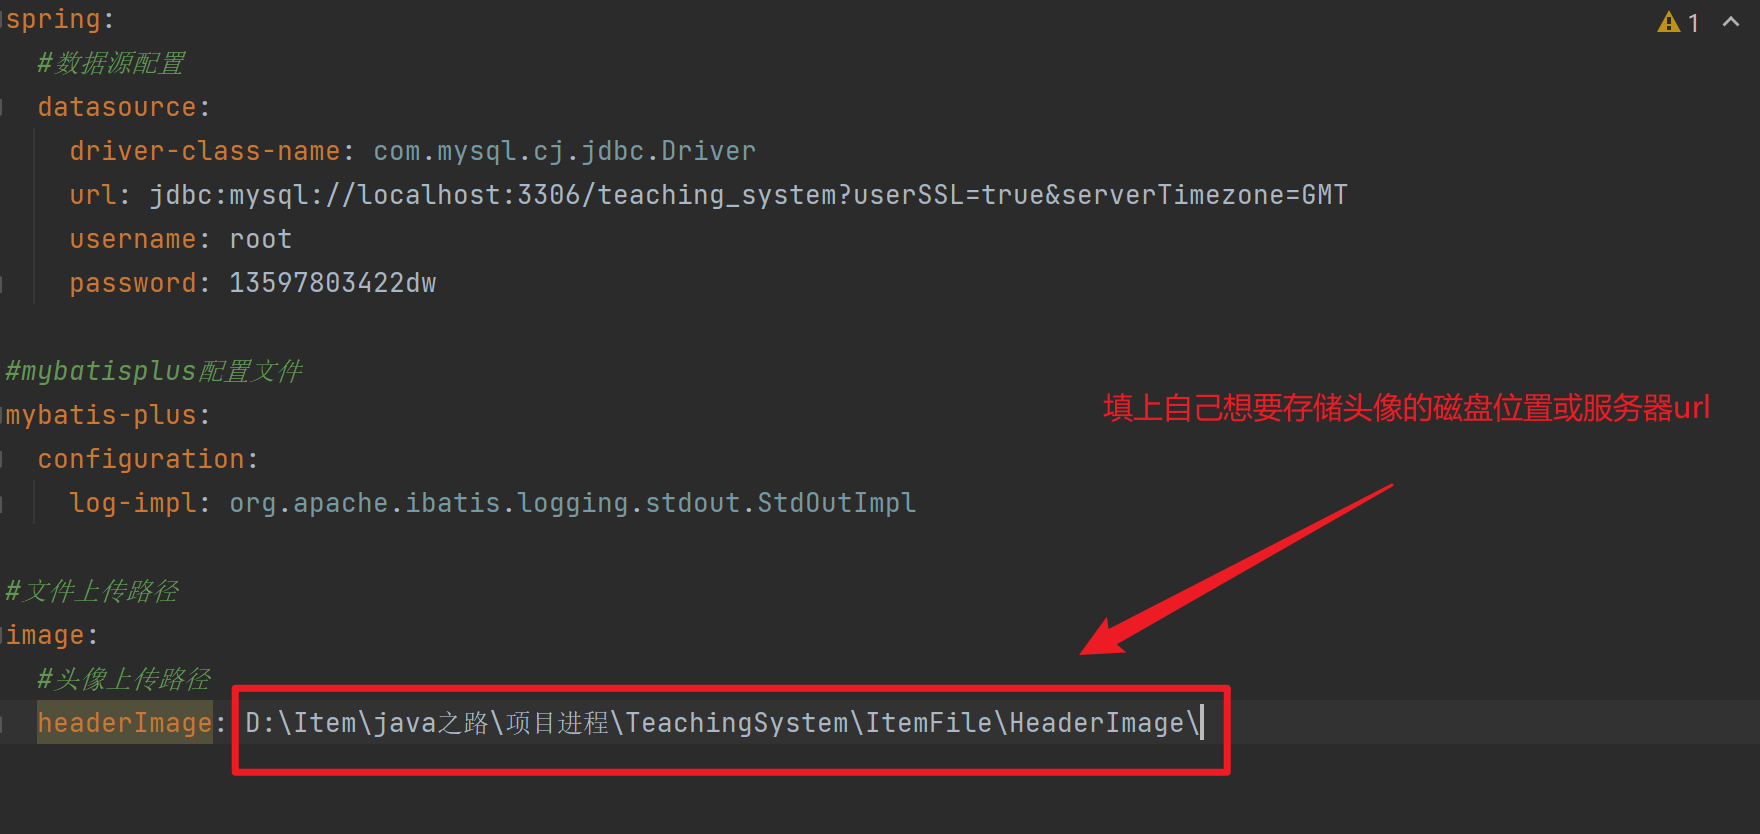 spring:
1
#数据源配置
datasource:
driver-class-name: com.mysql.cj.jdbc.Driver
url: jdbc:mysql://localhost:3306/teaching_system?userSSL=true&serverTimezone=GMT
username: root
password: 13597803422dw
#mybatisplus配置文件
填上自己想要存储头像的磁盘位置或服务器url
mybatis-plus:
configuration:
log-impl: org.apache.ibatis.logging.stdout.StdOutImpl
#文件上传路径
image:
#头像上传路径
headerImage: D:\Item\java之路\项目进程\TeachingSystem\ItemFile\HeaderImage\